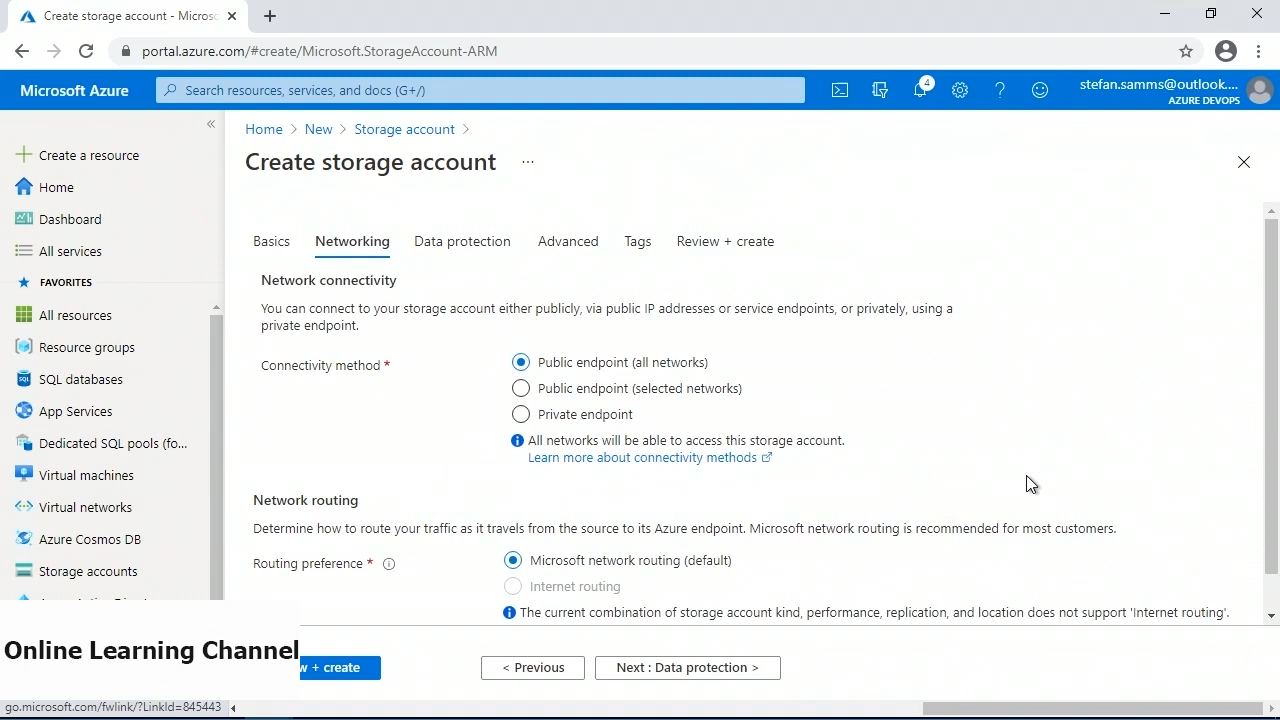 Create storage account - Micros
portal.azure.com/#create/Microsoft.StorageAccount-ARM
Microsoft Azure
Search resources, services, and docs (G+/)
4
stefan.samms@outlook....
AZURE DEVOPS
Create a resource
Home
Dashboard
All services
FAVORITES
All resources
Resource groups
SQL databases
App Services
Dedicated SQL pools (fo...
Virtual machines
Virtual networks
Azure Cosmos DB
Storage accounts
Home > New > Storage account >
Create storage account ...
Basics Networking Data protection Advanced Tags Review + create
Network connectivity
You can connect to your storage account either publicly, via public IP addresses or service endpoints, or privately, using a
private endpoint.
Connectivity method *
Public endpoint (all networks)
Public endpoint (selected networks)
Private endpoint
All networks will be able to access this storage account.
Learn more about connectivity methods
Network routing
Determine how to route your traffic as it travels from the source to its Azure endpoint. Microsoft network routing is recommended for most customers.
Routing preference *
Microsoft network routing (default)
Internet routing
The current combination of storage account kind, performance, replication, and location does not support 'Internet routing'.
Online Learning Channel
w + create
< Previous
Next : Data protection >
go.microsoft.com/fwlink/?LinkId=845443